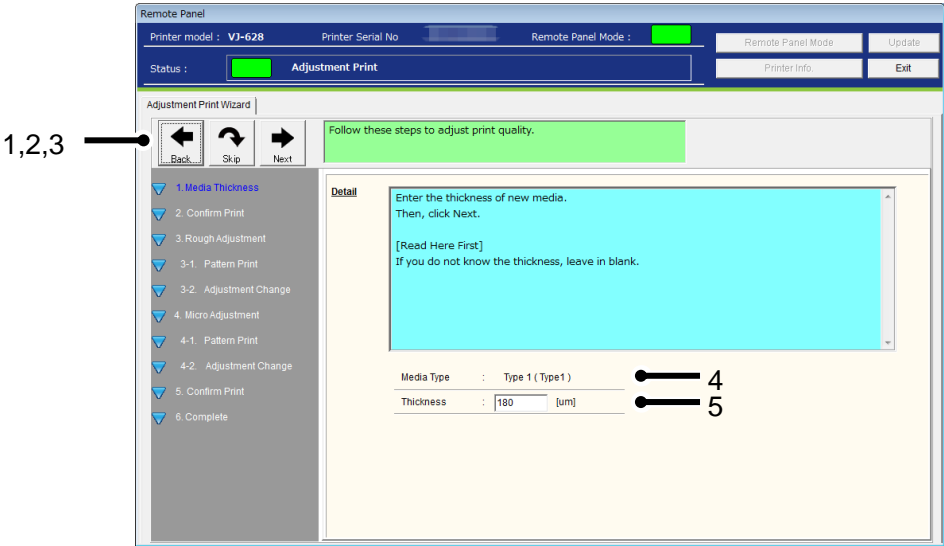 Remote Panel
Printer model : VJ-628 Printer Serial No Remote Panel Mode : Remote Panel Mode Update
Status : Adjustment Print Printer Info. Exit
Adjustment Print Wizard
1,2,3
Back Skip Next
Follow these steps to adjust print quality.
1.Media Thickness
2. Confirm Print
3. Rough Adjustment
3-1. Pattern Print
3-2. Adjustment Change
4. Micro Adjustment
4-1. Pattern Print
4-2. Adjustment Change
5. Confirm Print
6. Complete
Detail
Enter the thickness of new media.
Then, click Next.
[Read Here First]
If you do not know the thickness, leave in blank.
Media Type : Type 1 ( Type1 ) 4
Thickness : 180 [um] 5